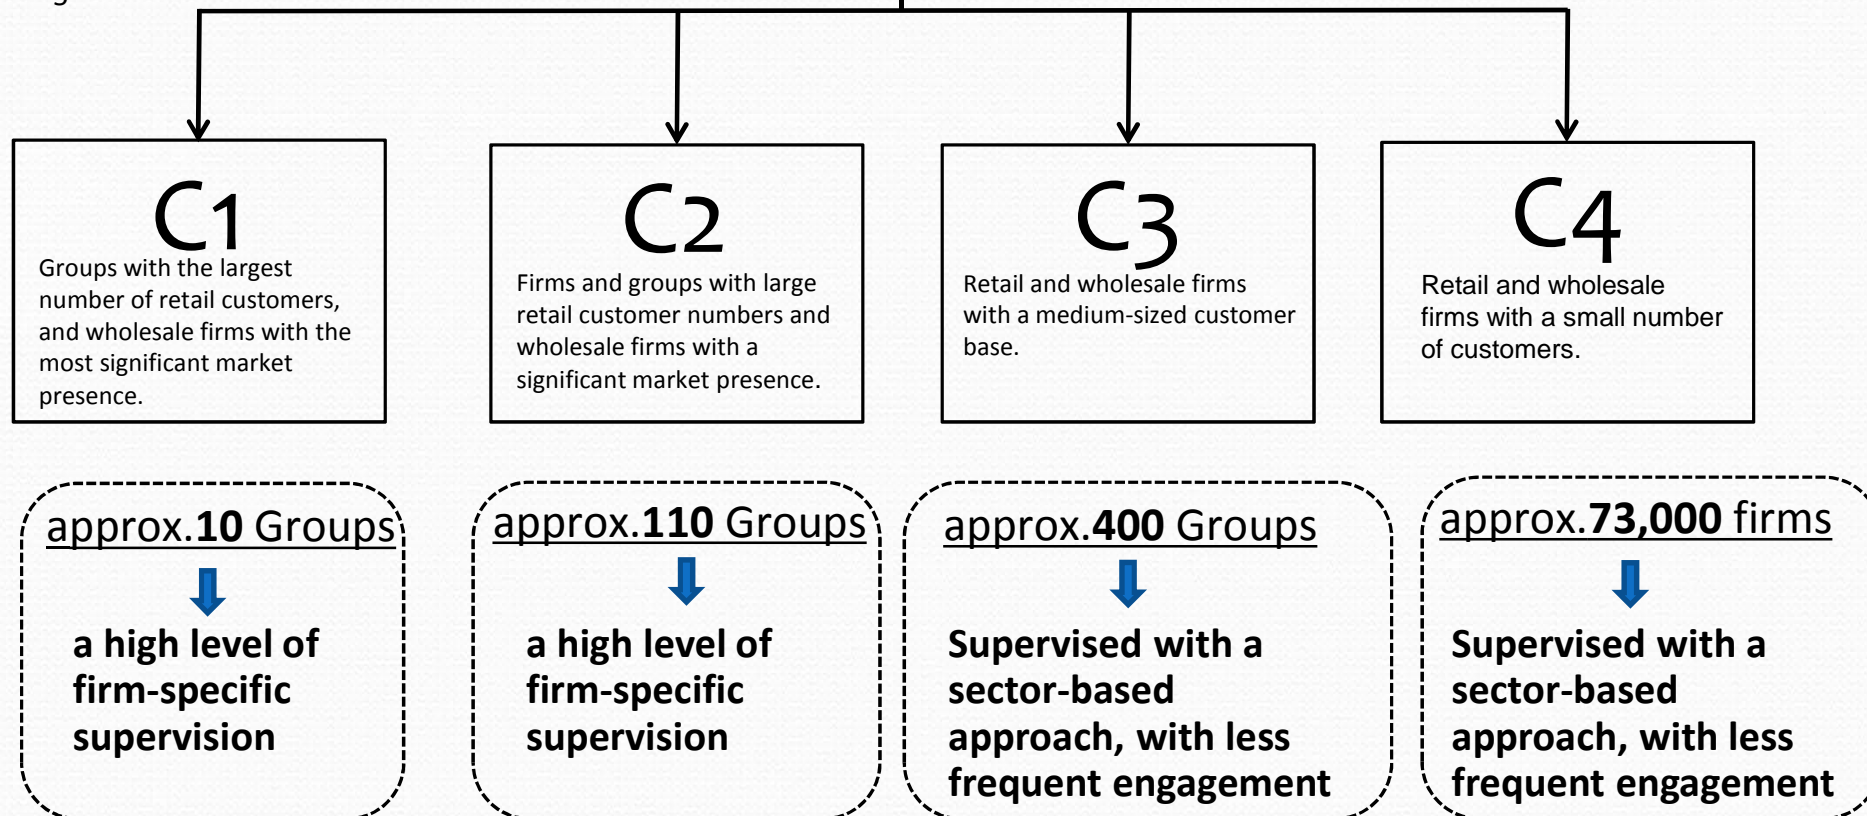 C1
Groups with the largest
number of retail customers,
and wholesale firms with the
most significant market
presence.
C2
Firms and groups with large
retail customer numbers and
wholesale firms with a
significant market presence.
C3
Retail and wholesale firms
with a medium-sized customer
base.
C4
Retail and wholesale
firms with a small number
of customers.
approx.10 Groups
a high level of
firm-specific
supervision
approx.110 Groups
a high level of
firm-specific
supervision
approx.400 Groups
Supervised with a
sector-based
approach, with less
frequent engagement
approx.73,000 firms
Supervised with a
sector-based
approach, with less
frequent engagement